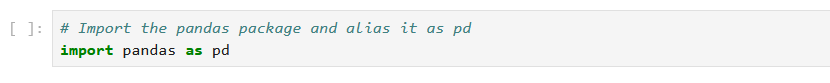 [ ]: # Import the pandas package and alias it as pd
import pandas as pd